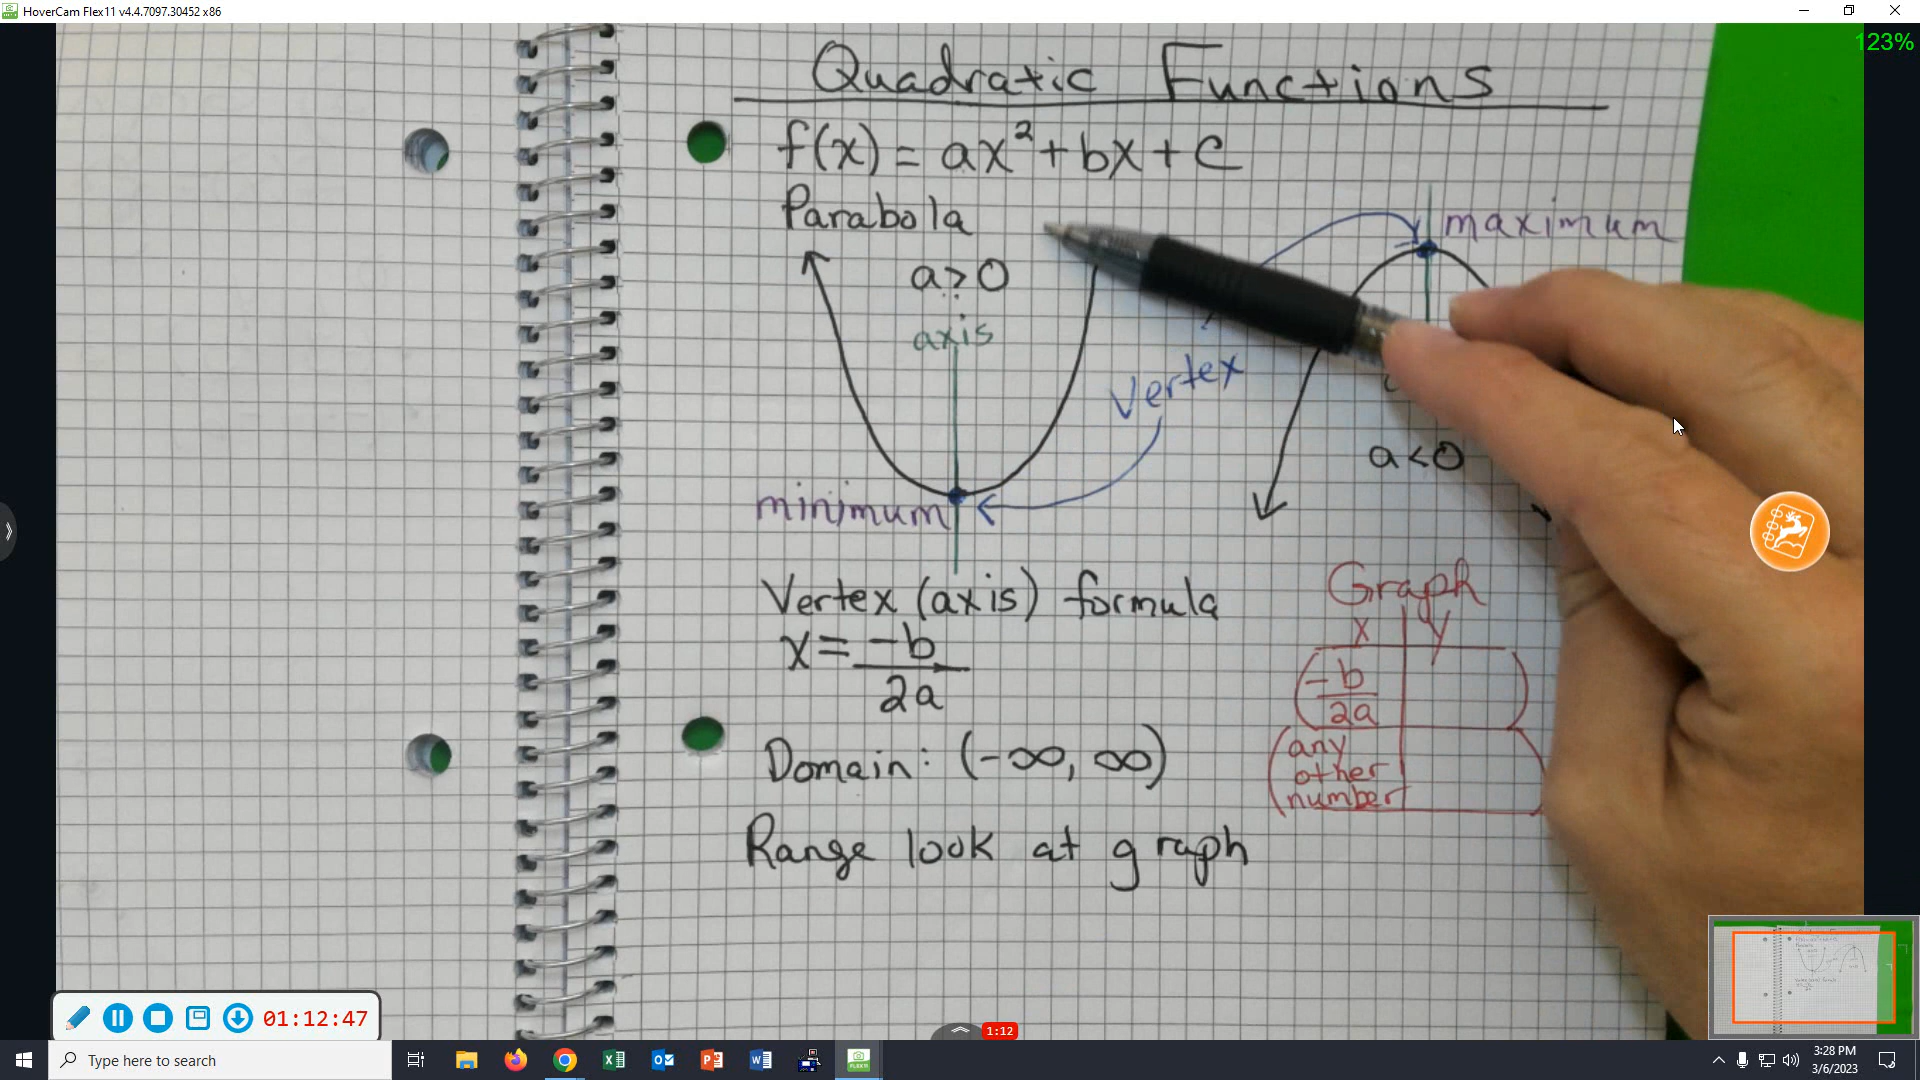 HoverCam Flex11 v4.4.7097.30452 x86
123%
Quadratic Functions
f(x) = ax²+bx+c
Parabola
maximum
a>0
axis
Vertex
a<0
minimum
Vertex (axis) formula
x = -b
2a
Graph
x y
-b
2a
(any
other
number
)
Domain: (-∞, ∞)
Range look at graph
01:12:47
1:12
Type here to search
3:28 PM
3/6/2023